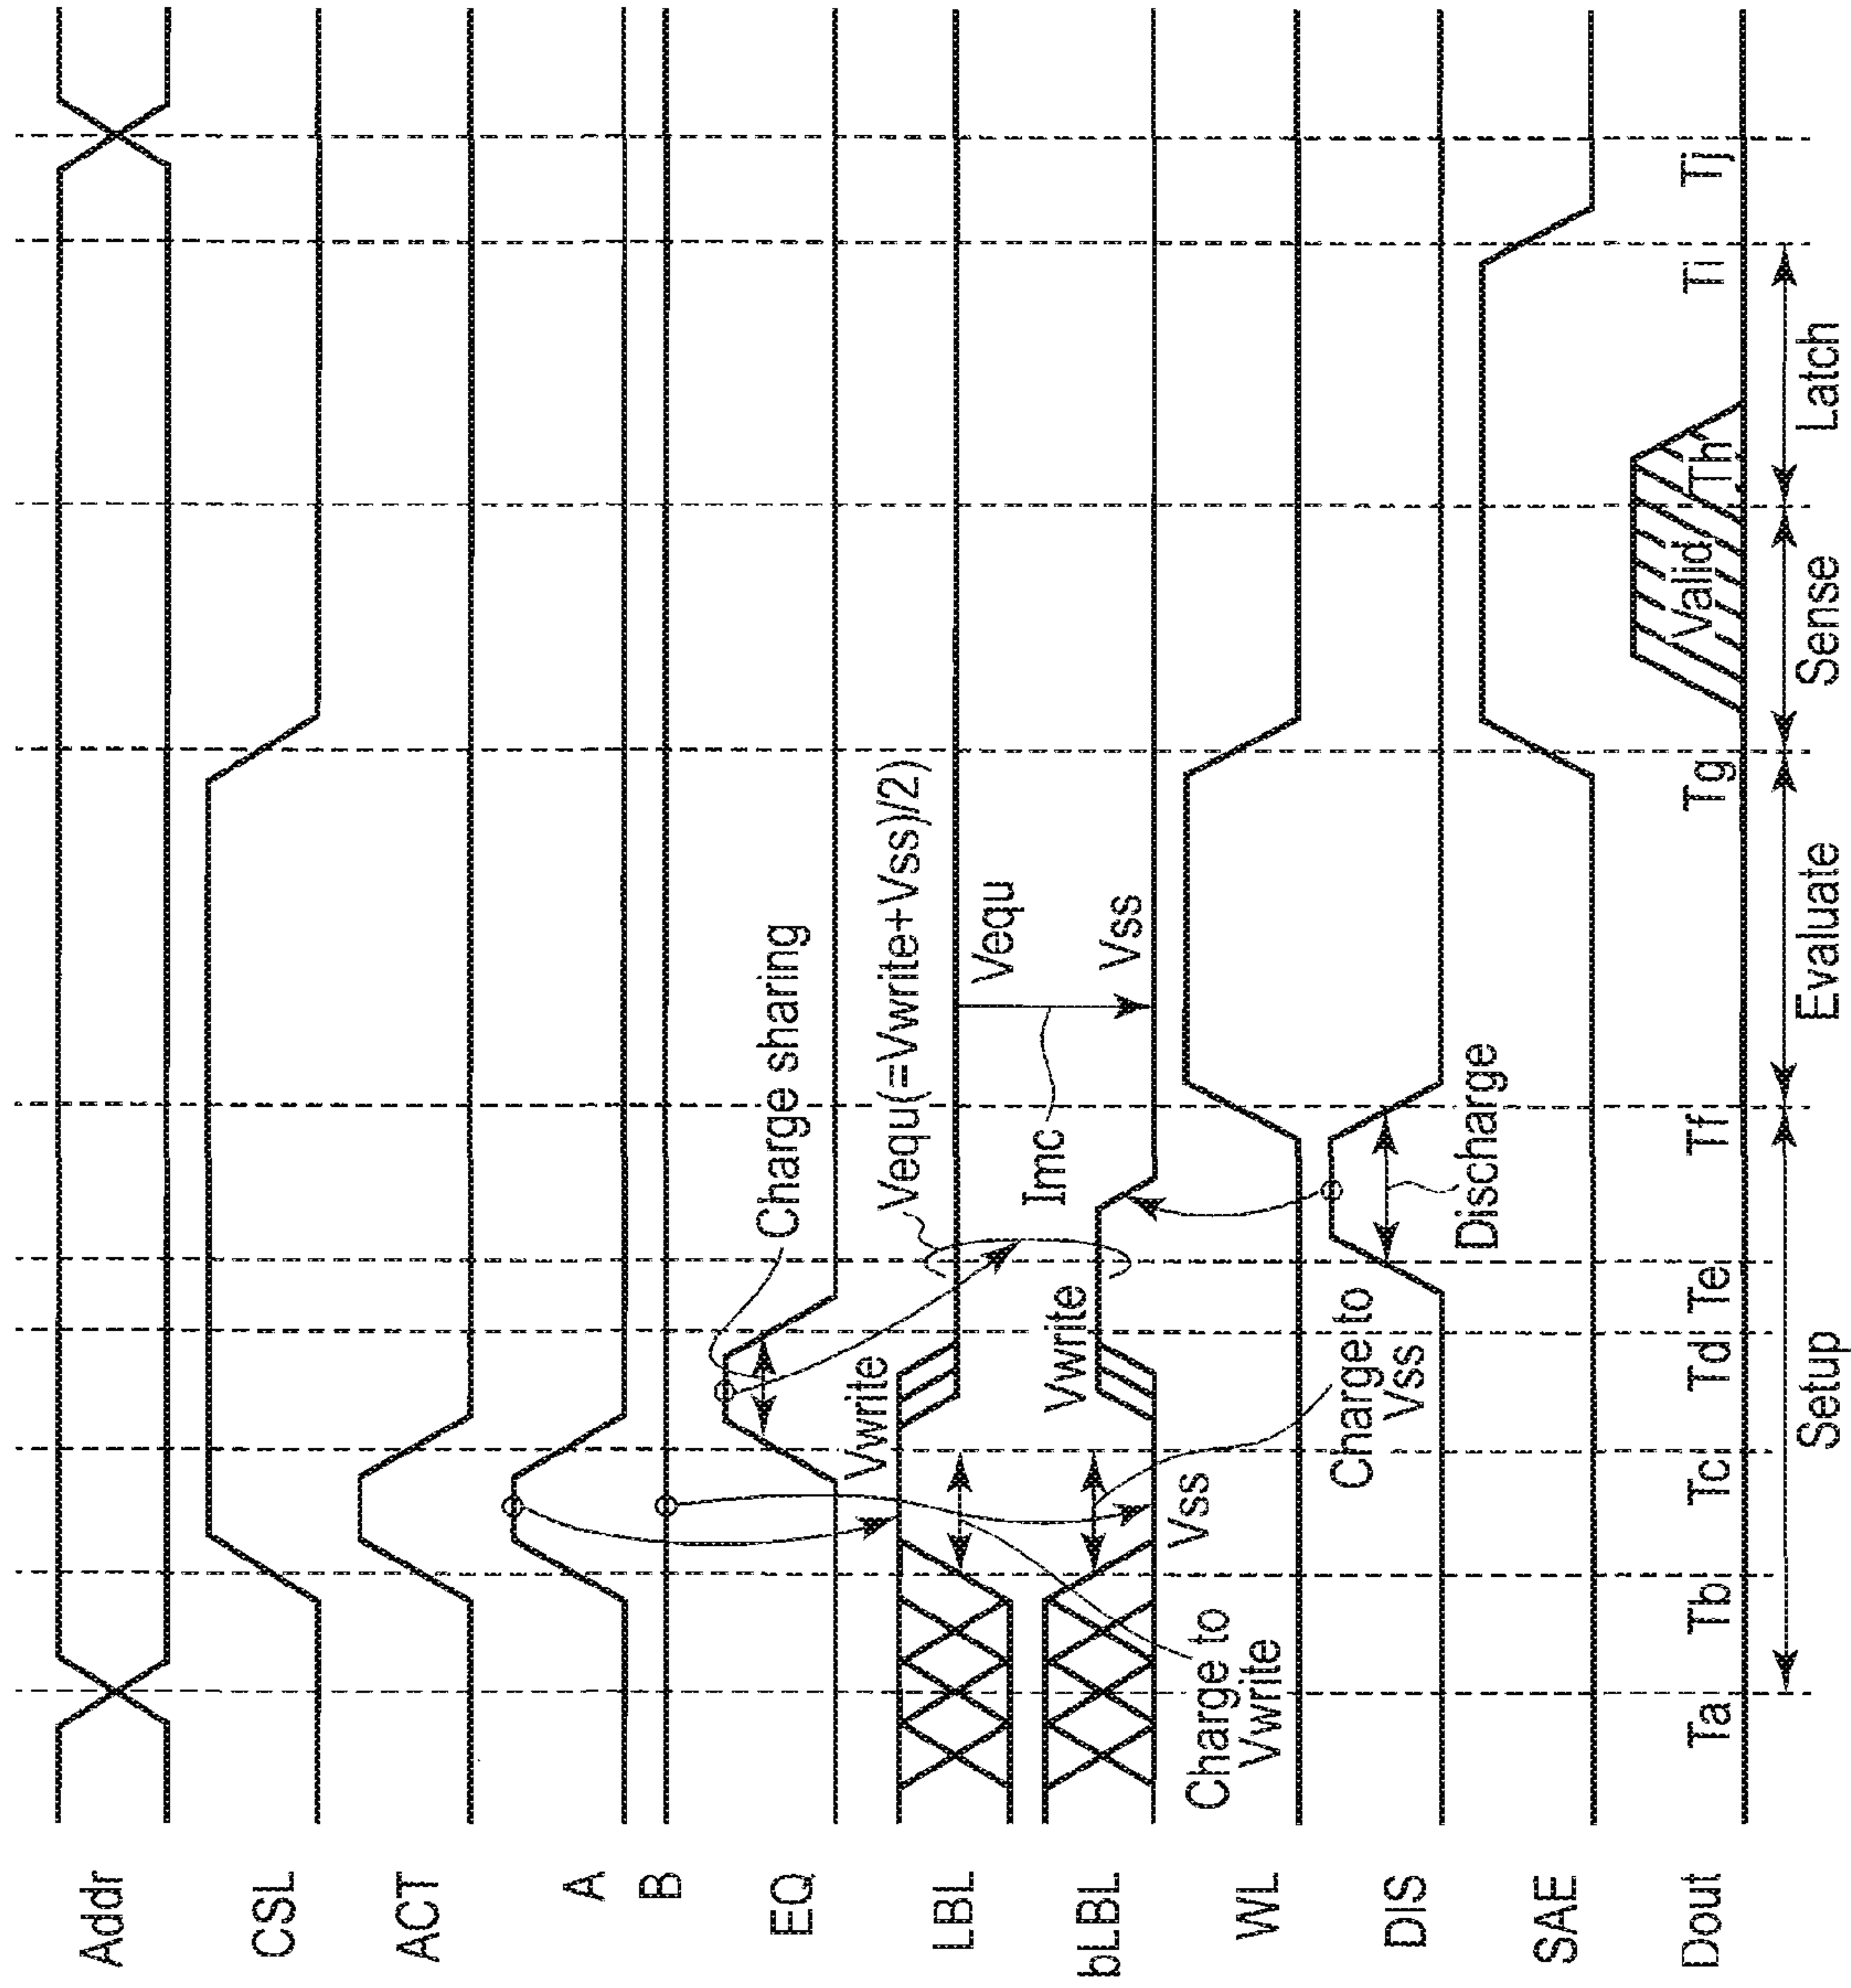 Addr
CSL
ACT
A
B
EQ
LBL
bLBL
WL
DIS
SAE
Dout
Charge sharing
Vequ(=Vwrite+Vss)/2)
Vwrite
Vequ
Imc
Vss
Vwrite
Vss
Charge to
Vwrite
Charge to
Vss
Discharge
Valid
Ta
Tb
Tc
Td
Te
Tf
Tg
Th
Ti
Tj
Setup
Evaluate
Sense
Latch